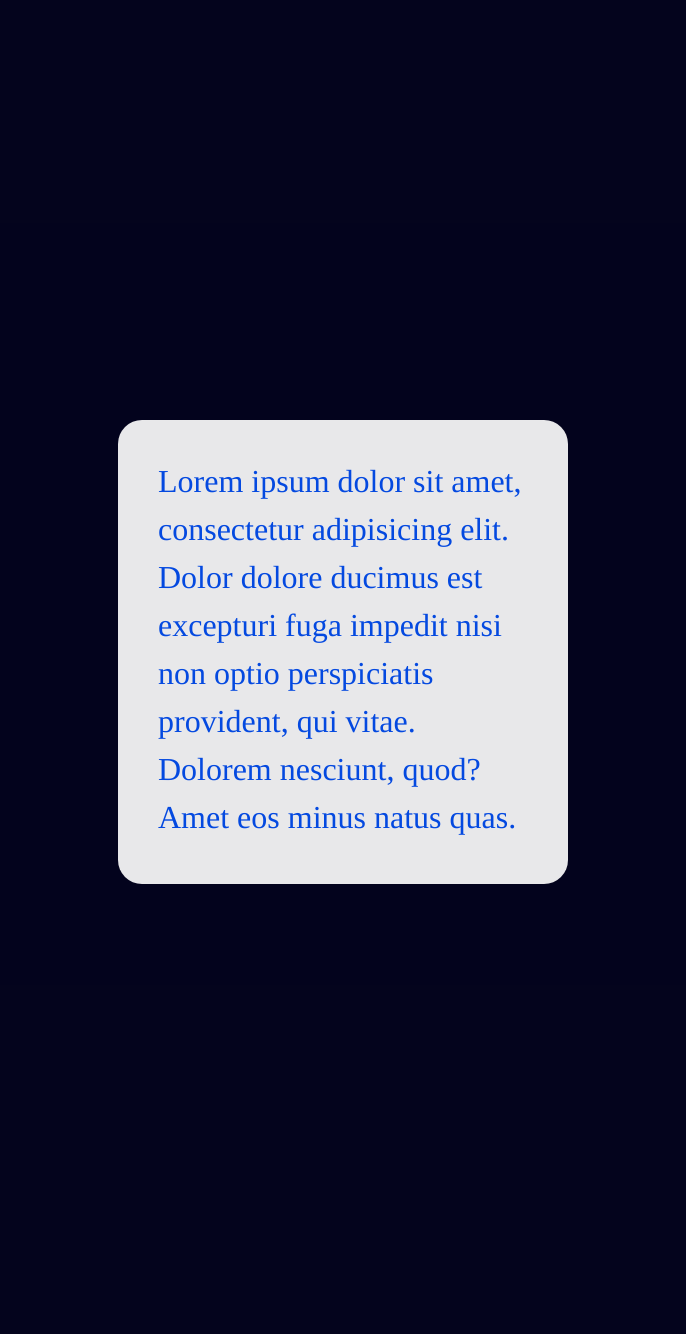 Lorem ipsum dolor sit amet,
consectetur adipisicing elit.
Dolor dolore ducimus est
excepturi fuga impedit nisi
non optio perspiciatis
provident, qui vitae.
Dolorem nesciunt, quod?
Amet eos minus natus quas.